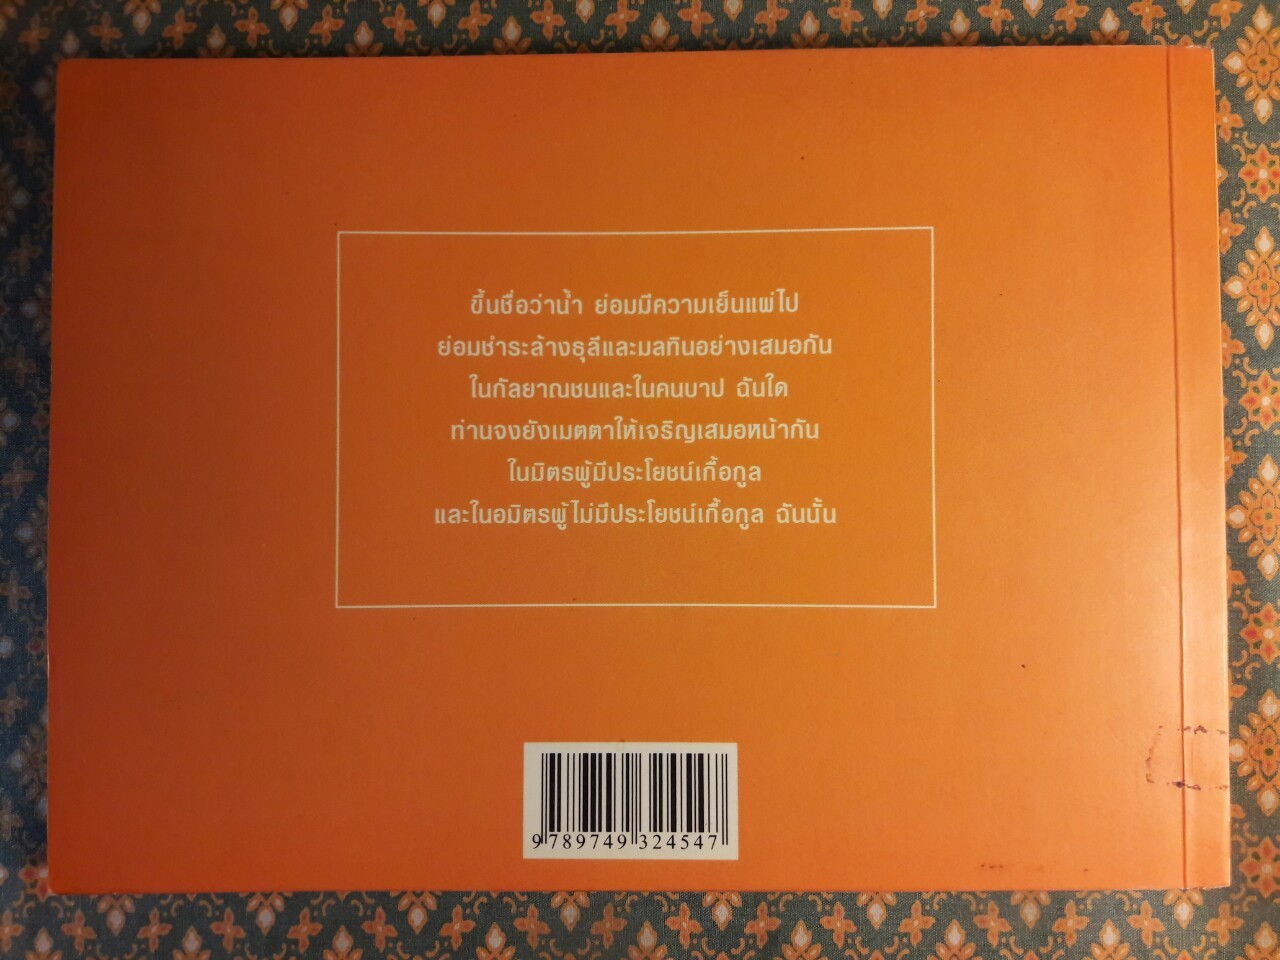 ขึ้นชื่อว่าน้ำ ย่อมมีความเย็นแผ่ไป
ย่อมชำระล้างธุลีและมลทินอย่างเสมอกัน
ในกัลยาณชนและในคนบาป ฉันใด
ท่านจงยังเมตตาให้เจริญเสมอหน้ากัน
ในมิตรผู้มีประโยชน์เกื้อกูล
และในอมิตรผู้ไม่มีประโยชน์เกื้อกูล ฉันนั้น
9 789749 324547